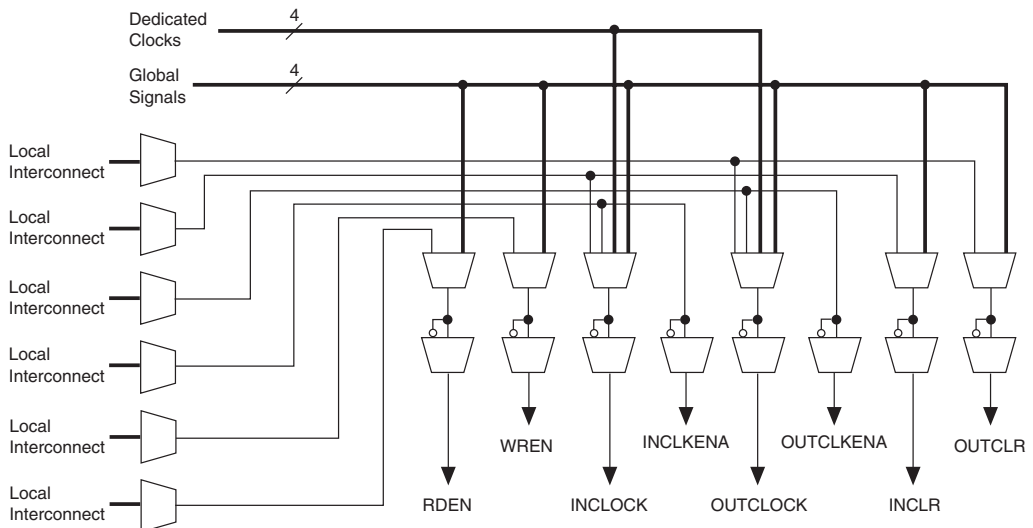 Dedicated
Clocks
4
Global
Signals
4
Local
Interconnect
Local
Interconnect
Local
Interconnect
Local
Interconnect
Local
Interconnect
Local
Interconnect
WREN
INCLKENA
OUTCLKENA
OUTCLR
RDEN
INCLOCK
OUTCLOCK
INCLR